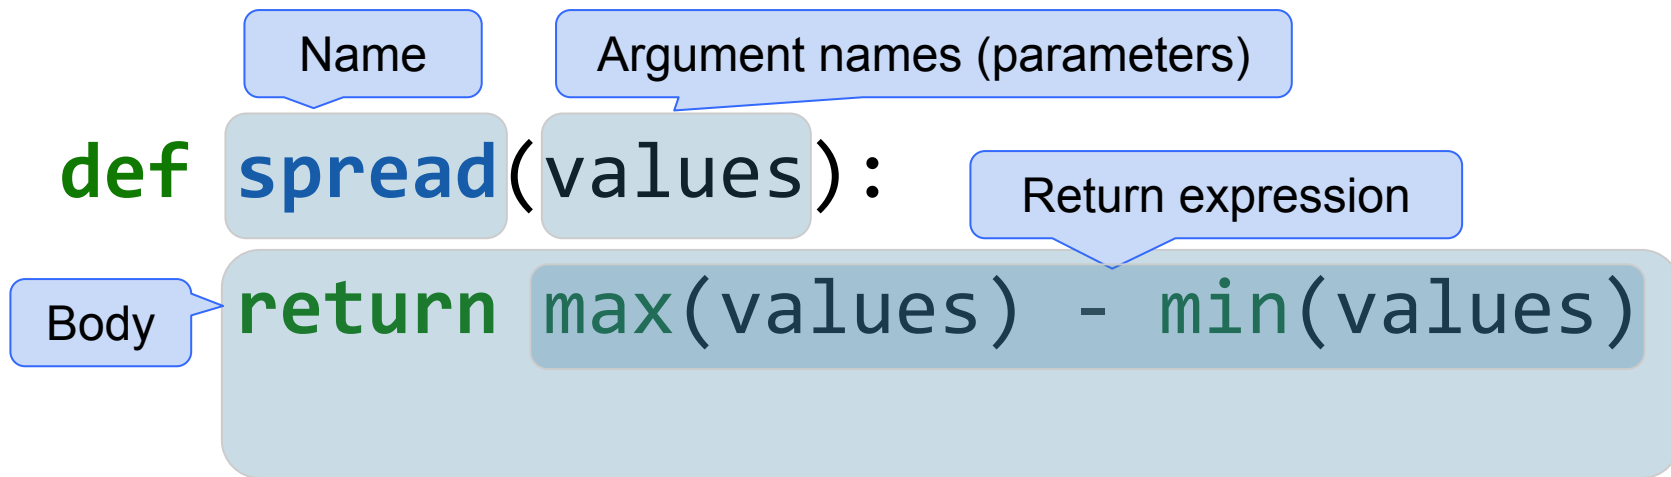 Name
Argument names (parameters)
def spread(values):
Return expression
Body
return max(values) - min(values)